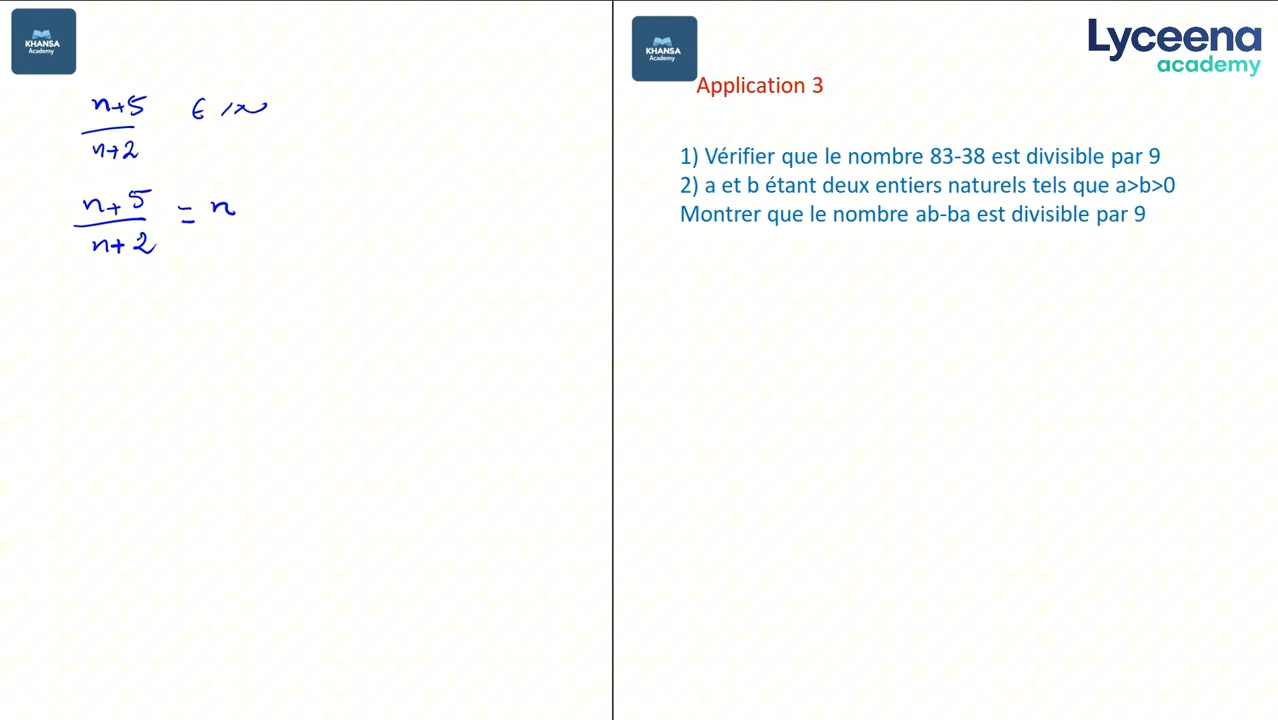 KHANSA
Academy
n+5 ∈ IN
n+2
n+5 = n
n+2
KHANSA
Academy
Lyceena
academy
Application 3
1) Vérifier que le nombre 83-38 est divisible par 9
2) a et b étant deux entiers naturels tels que a>b>0
Montrer que le nombre ab-ba est divisible par 9